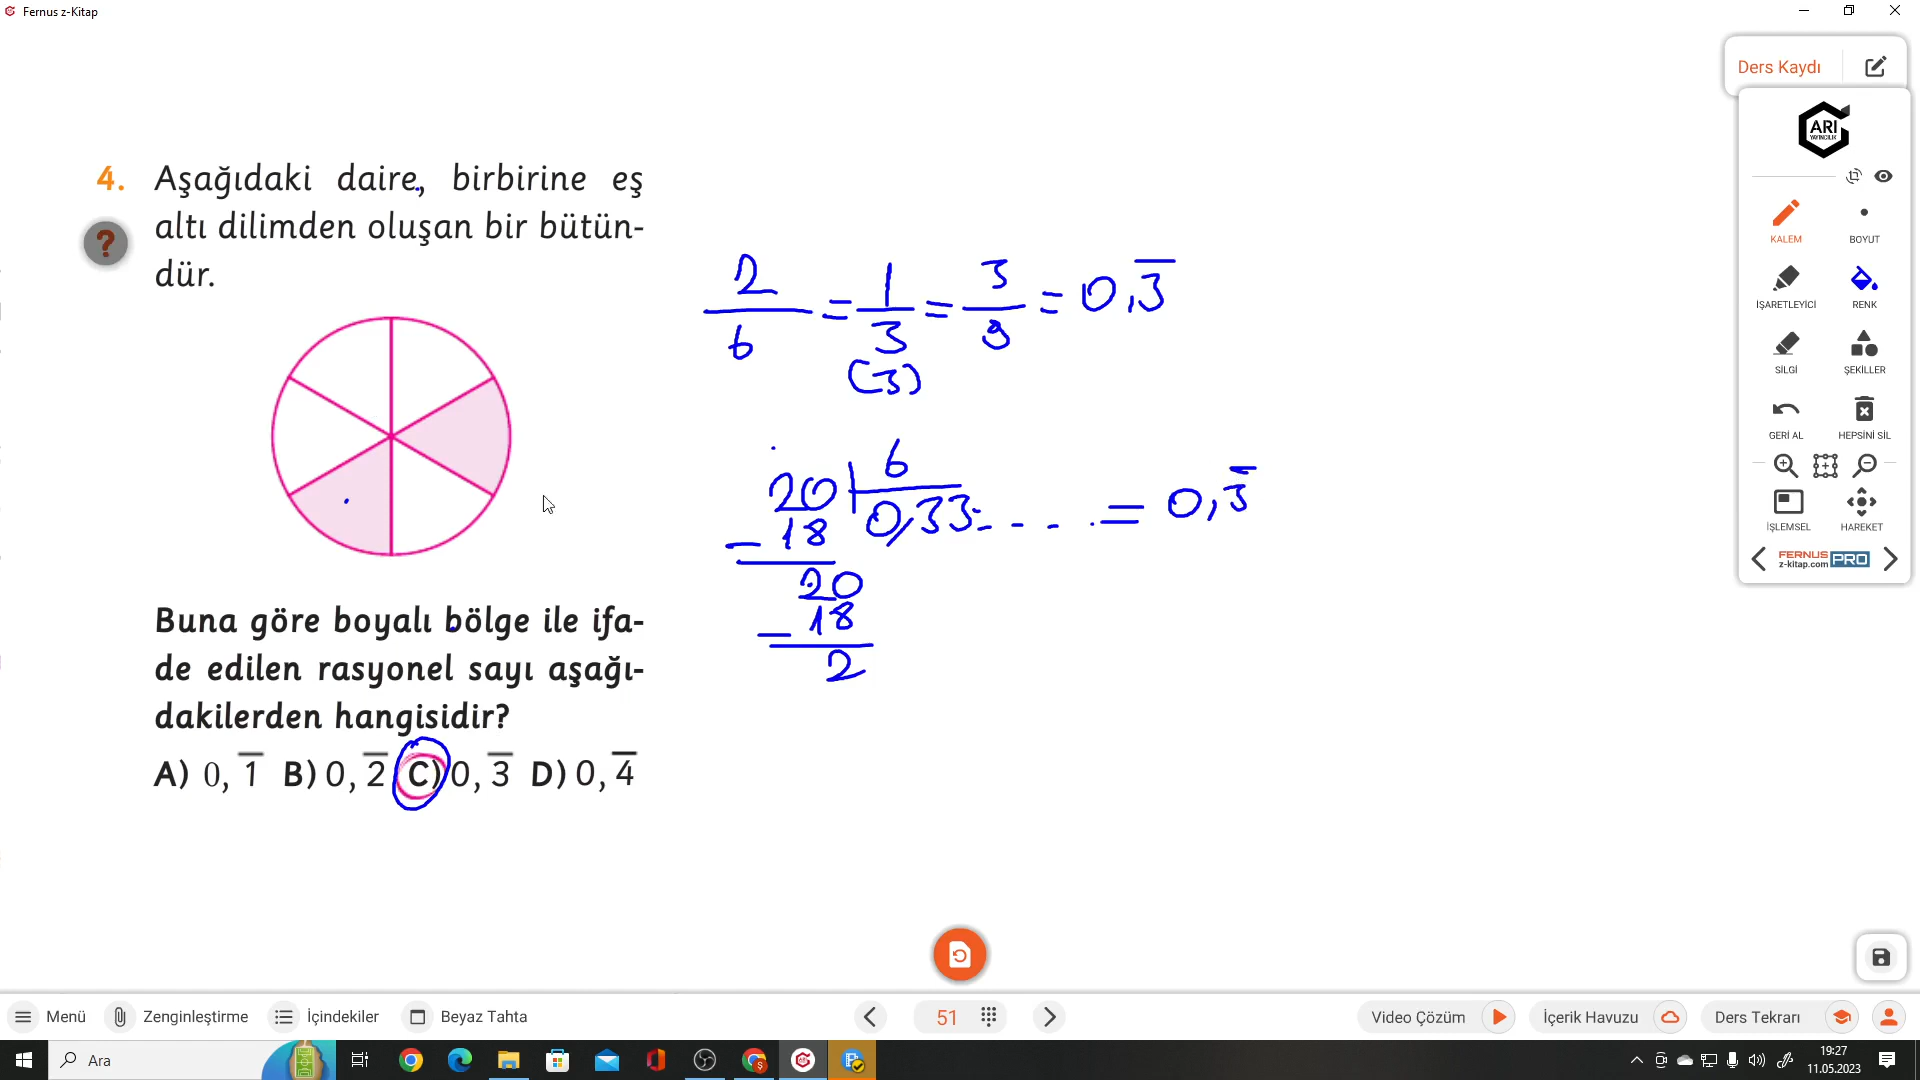 Fernus z-Kitap
Ders Kaydı
ARI
YAYINCILIK
4. Aşağıdaki daire, birbirine eş
altı dilimden oluşan bir bütün-
dür.
?
2/6 = 1/3 = 3/9 = 0,3̅
(3)
20 | 6
0,33..... = 0,3̅
- 18
20
- 18
2
Buna göre boyalı bölge ile ifa-
de edilen rasyonel sayı aşağı-
dakilerden hangisidir?
A) 0,1̅ B) 0,2̅ C) 0,3̅ D) 0,4̅
KALEM
BOYUT
İŞARETLEYİCİ
RENK
SİLGİ
ŞEKİLLER
GERİ AL
HEPSİNİ SİL
İŞLEMSEL
HAREKET
FERNUS
z-kitap.com PRO
Menü
Zenginleştirme
İçindekiler
Beyaz Tahta
51
Video Çözüm
İçerik Havuzu
Ders Tekrarı
Ara
19:27
11.05.2023